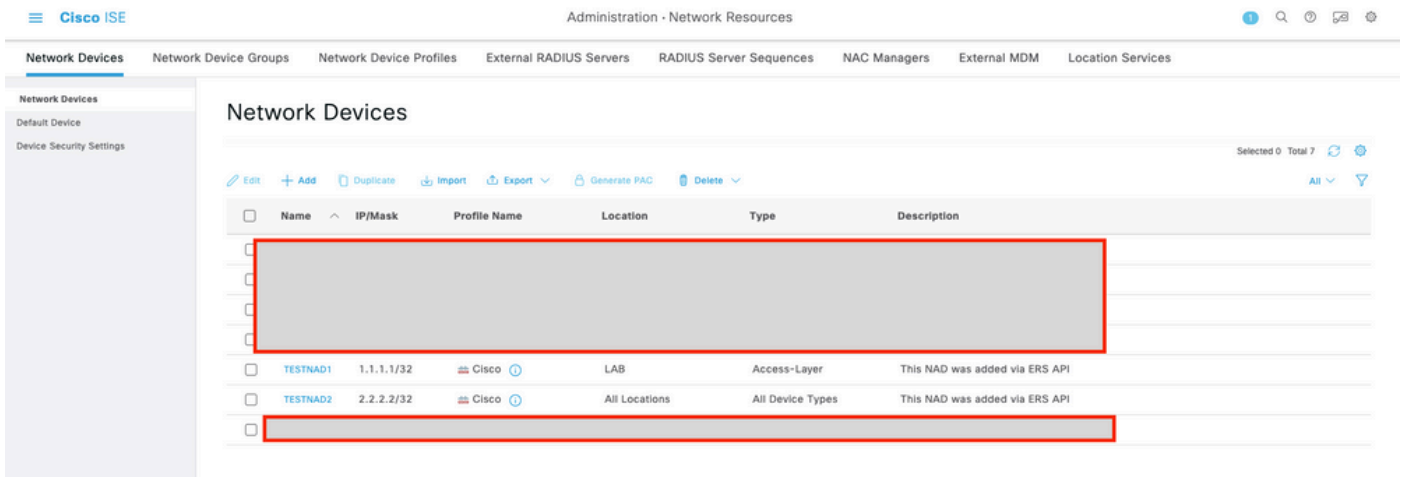 Cisco ISE
Administration · Network Resources
1
Network Devices Network Device Groups Network Device Profiles External RADIUS Servers RADIUS Server Sequences NAC Managers External MDM Location Services
Network Devices
Default Device
Device Security Settings
Network Devices
Selected 0 Total 7
Edit Add Duplicate Import Export Generate PAC Delete All
Name IP/Mask Profile Name Location Type Description
TESTNAD1 1.1.1.1/32 Cisco LAB Access-Layer This NAD was added via ERS API
TESTNAD2 2.2.2.2/32 Cisco All Locations All Device Types This NAD was added via ERS API